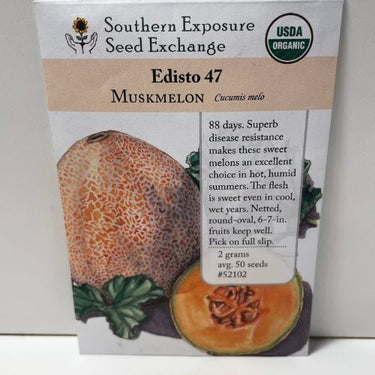 Southern Exposure
Seed Exchange
USDA
ORGANIC
Edisto 47
MUSKMELON Cucumis melo
88 days. Superb
disease resistance
makes these sweet
melons an excellent
choice in hot, humid
summers. The flesh
is sweet even in cool,
wet years. Netted,
round-oval, 6-7-in.
fruits keep well.
Pick on full slip.
2 grams
avg. 50 seeds
#52102